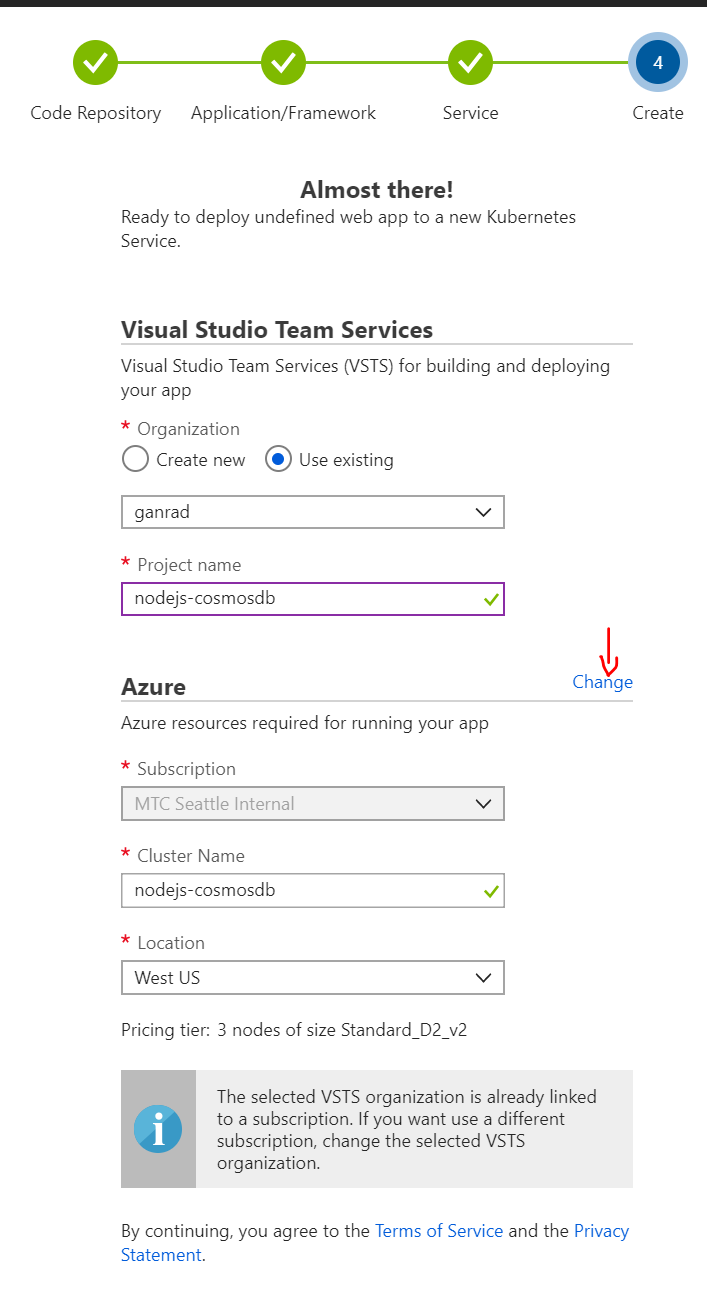 4
Code Repository
Application/Framework
Service
Create
Almost there!
Ready to deploy undefined web app to a new Kubernetes
Service.
Visual Studio Team Services
Visual Studio Team Services (VSTS) for building and deploying
your app
* Organization
Create new
Use existing
ganrad
* Project name
nodejs-cosmosdb
Azure
Change
Azure resources required for running your app
* Subscription
MTC Seattle Internal
* Cluster Name
nodejs-cosmosdb
* Location
West US
Pricing tier: 3 nodes of size Standard_D2_v2
The selected VSTS organization is already linked
to a subscription. If you want use a different
subscription, change the selected VSTS
organization.
By continuing, you agree to the Terms of Service and the Privacy
Statement.